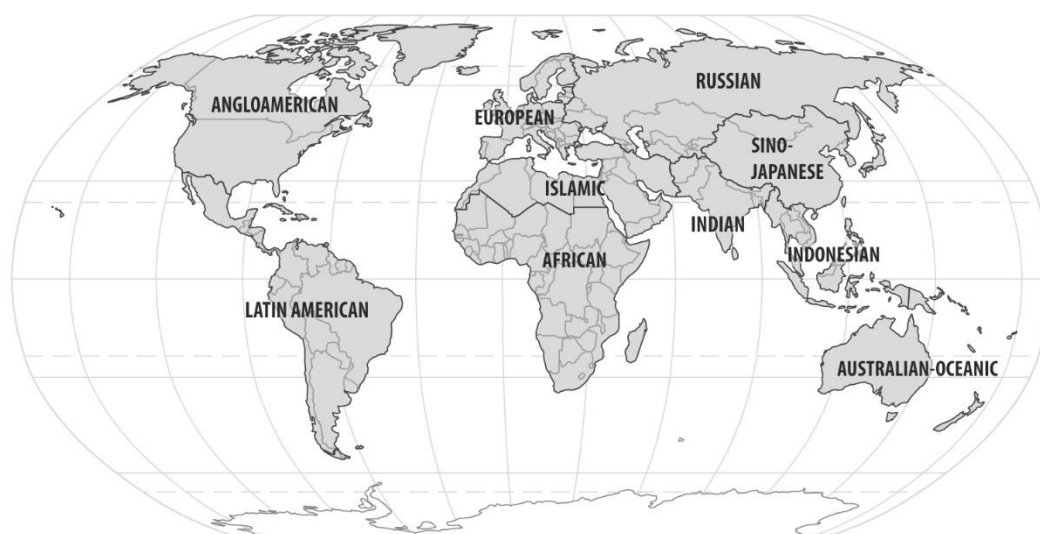 RUSSIAN
ANGLOAMERICAN
EUROPEAN
SINO-
JAPANESE
ISLAMIC
INDIAN
INDONESIAN
AFRICAN
LATIN AMERICAN
AUSTRALIAN-OCEANIC